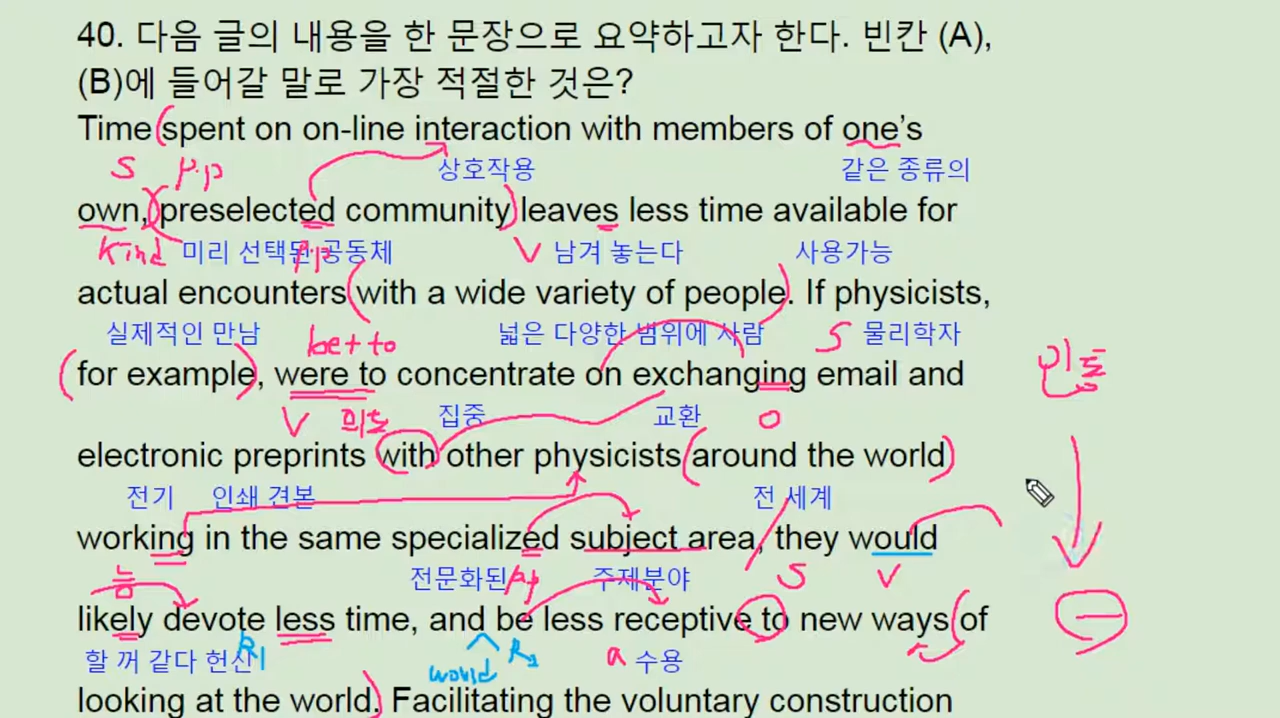 40. 다음 글의 내용을 한 문장으로 요약하고자 한다. 빈칸 (A),
(B)에 들어갈 말로 가장 적절한 것은?
Time (spent on on-line interaction with members of one's
S p.p 상호작용 같은 종류의
own, (preselected community) leaves less time available for
kind 미리 선택된 p.p 공동체 V 남겨 놓는다 사용가능
actual encounters (with a wide variety of people). If physicists,
실제적인 만남 be + to 넓은 다양한 범위에 사람 S 물리학자
(for example), were to concentrate on exchanging email and
V 의도 집중 교환 O
electronic preprints with other physicists (around the world)
전기 인쇄 견본 전 세계
working in the same specialized subject area, they would
능 전문화된 주제분야 S V
likely devote less time, and be less receptive to new ways (of
할 꺼 같다 헌신 R1 would R2 a 수용
looking at the world.) Facilitating the voluntary construction